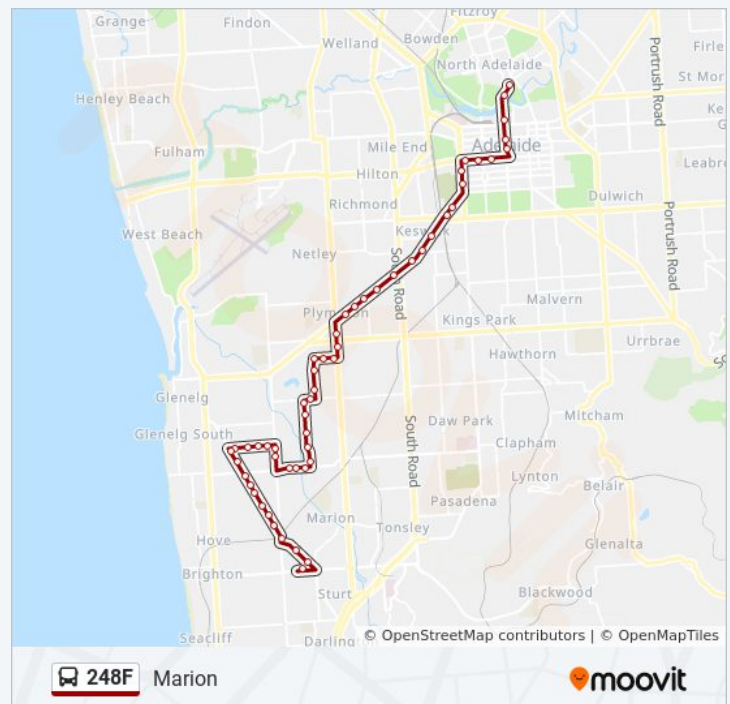 Grange
Findon
Fitzroy
Bowden
Welland
North Adelaide
Portrush Road
Firle
St Mor
Henley Beach
Ke
G
Fulham
Mile End
Adelaide
Leabro
Hilton
Dulwich
Richmond
West Beach
Keswick
Portrush Road
Netley
South Road
Malvern
Plympton
Kings Park
Urrbrae
Hawthorn
Glenelg
Mitcham
Glenelg South
Daw Park
Clapham
South Road
Lynton
Belair
Pasadena
Marion
Tonsley
Hove
Glenalta
Brighton
Sturt
Blackwood
Seacliff
Darling
© OpenStreetMap contributors | © OpenMapTiles
248F Marion
moovit